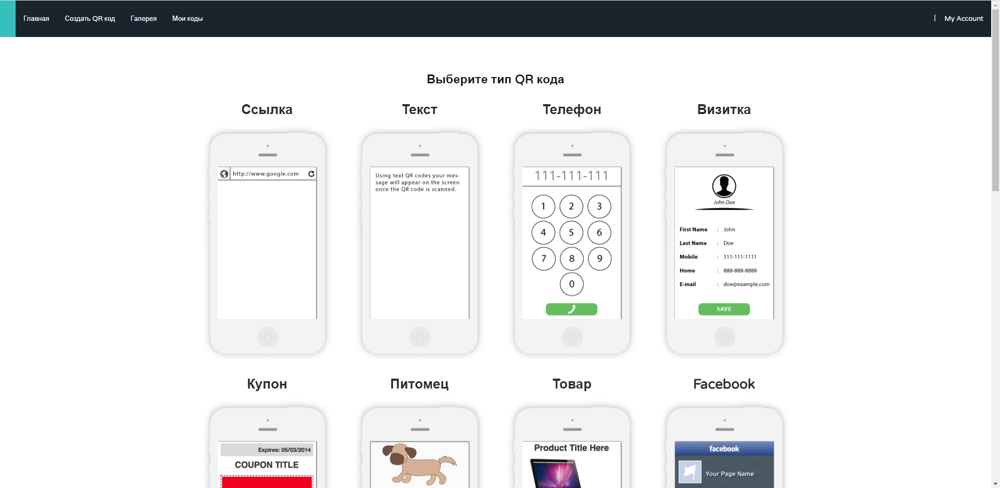 Главная Создать QR код Галерея Мои коды | My Account
Выберите тип QR кода
Ссылка Текст Телефон Визитка
http://www.google.com
Using text QR codes your mes-
sage will appear on the screen
once the QR code is scanned.
111-111-111
1 2 3
4 5 6
7 8 9
0
John Doe
First Name : John
Last Name : Doe
Mobile : 111-111-1111
Home : 888-888-8888
E-mail : doe@example.com
SAVE
Купон Питомец Товар Facebook
Expires: 05/03/2014
COUPON TITLE
Product Title Here
facebook
Your Page Name